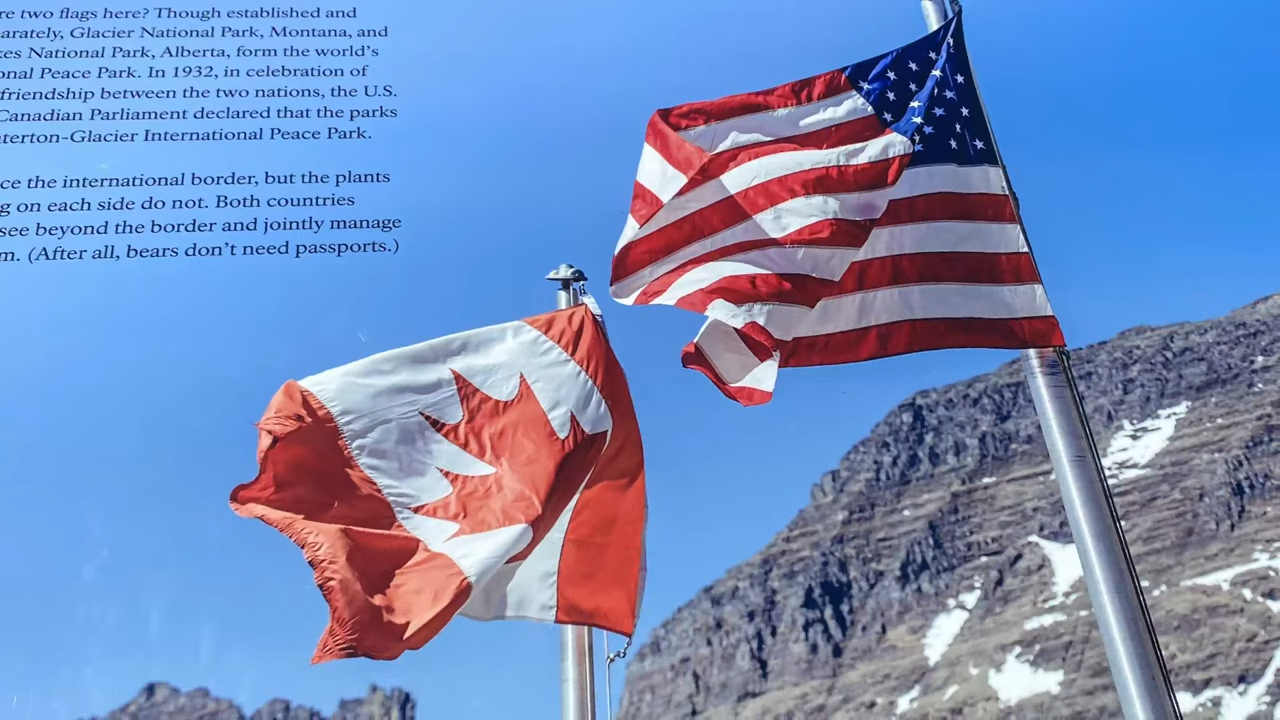 re two flags here? Though established and
arately, Glacier National Park, Montana, and
kes National Park, Alberta, form the world's
onal Peace Park. In 1932, in celebration of
friendship between the two nations, the U.S.
Canadian Parliament declared that the parks
aterton-Glacier International Peace Park.
ce the international border, but the plants
g on each side do not. Both countries
see beyond the border and jointly manage
m. (After all, bears don't need passports.)